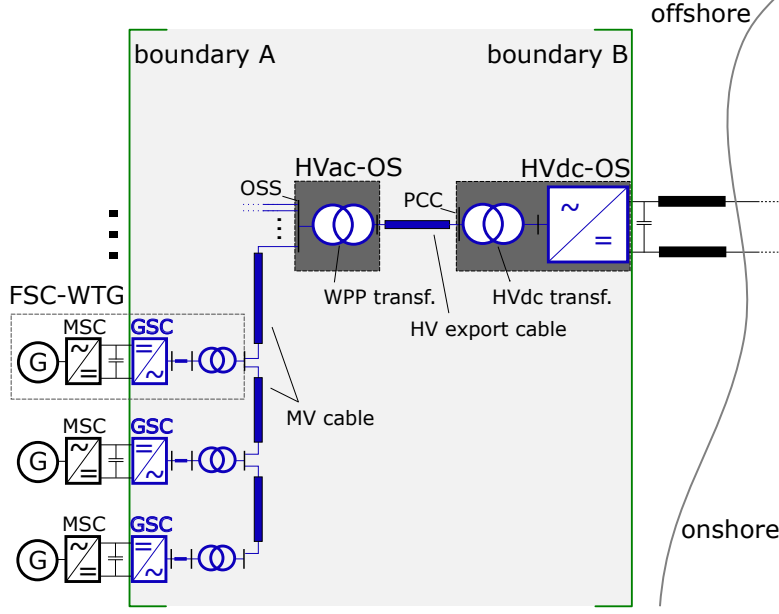 offshore
boundary A
boundary B
HVac-OS
HVdc-OS
OSS
PCC
~
=
WPP transf.
HVdc transf.
HV export cable
FSC-WTG
MSC
GSC
G
=
~
=
~
MV cable
MSC
GSC
G
=
~
=
~
MSC
GSC
G
=
~
=
~
onshore